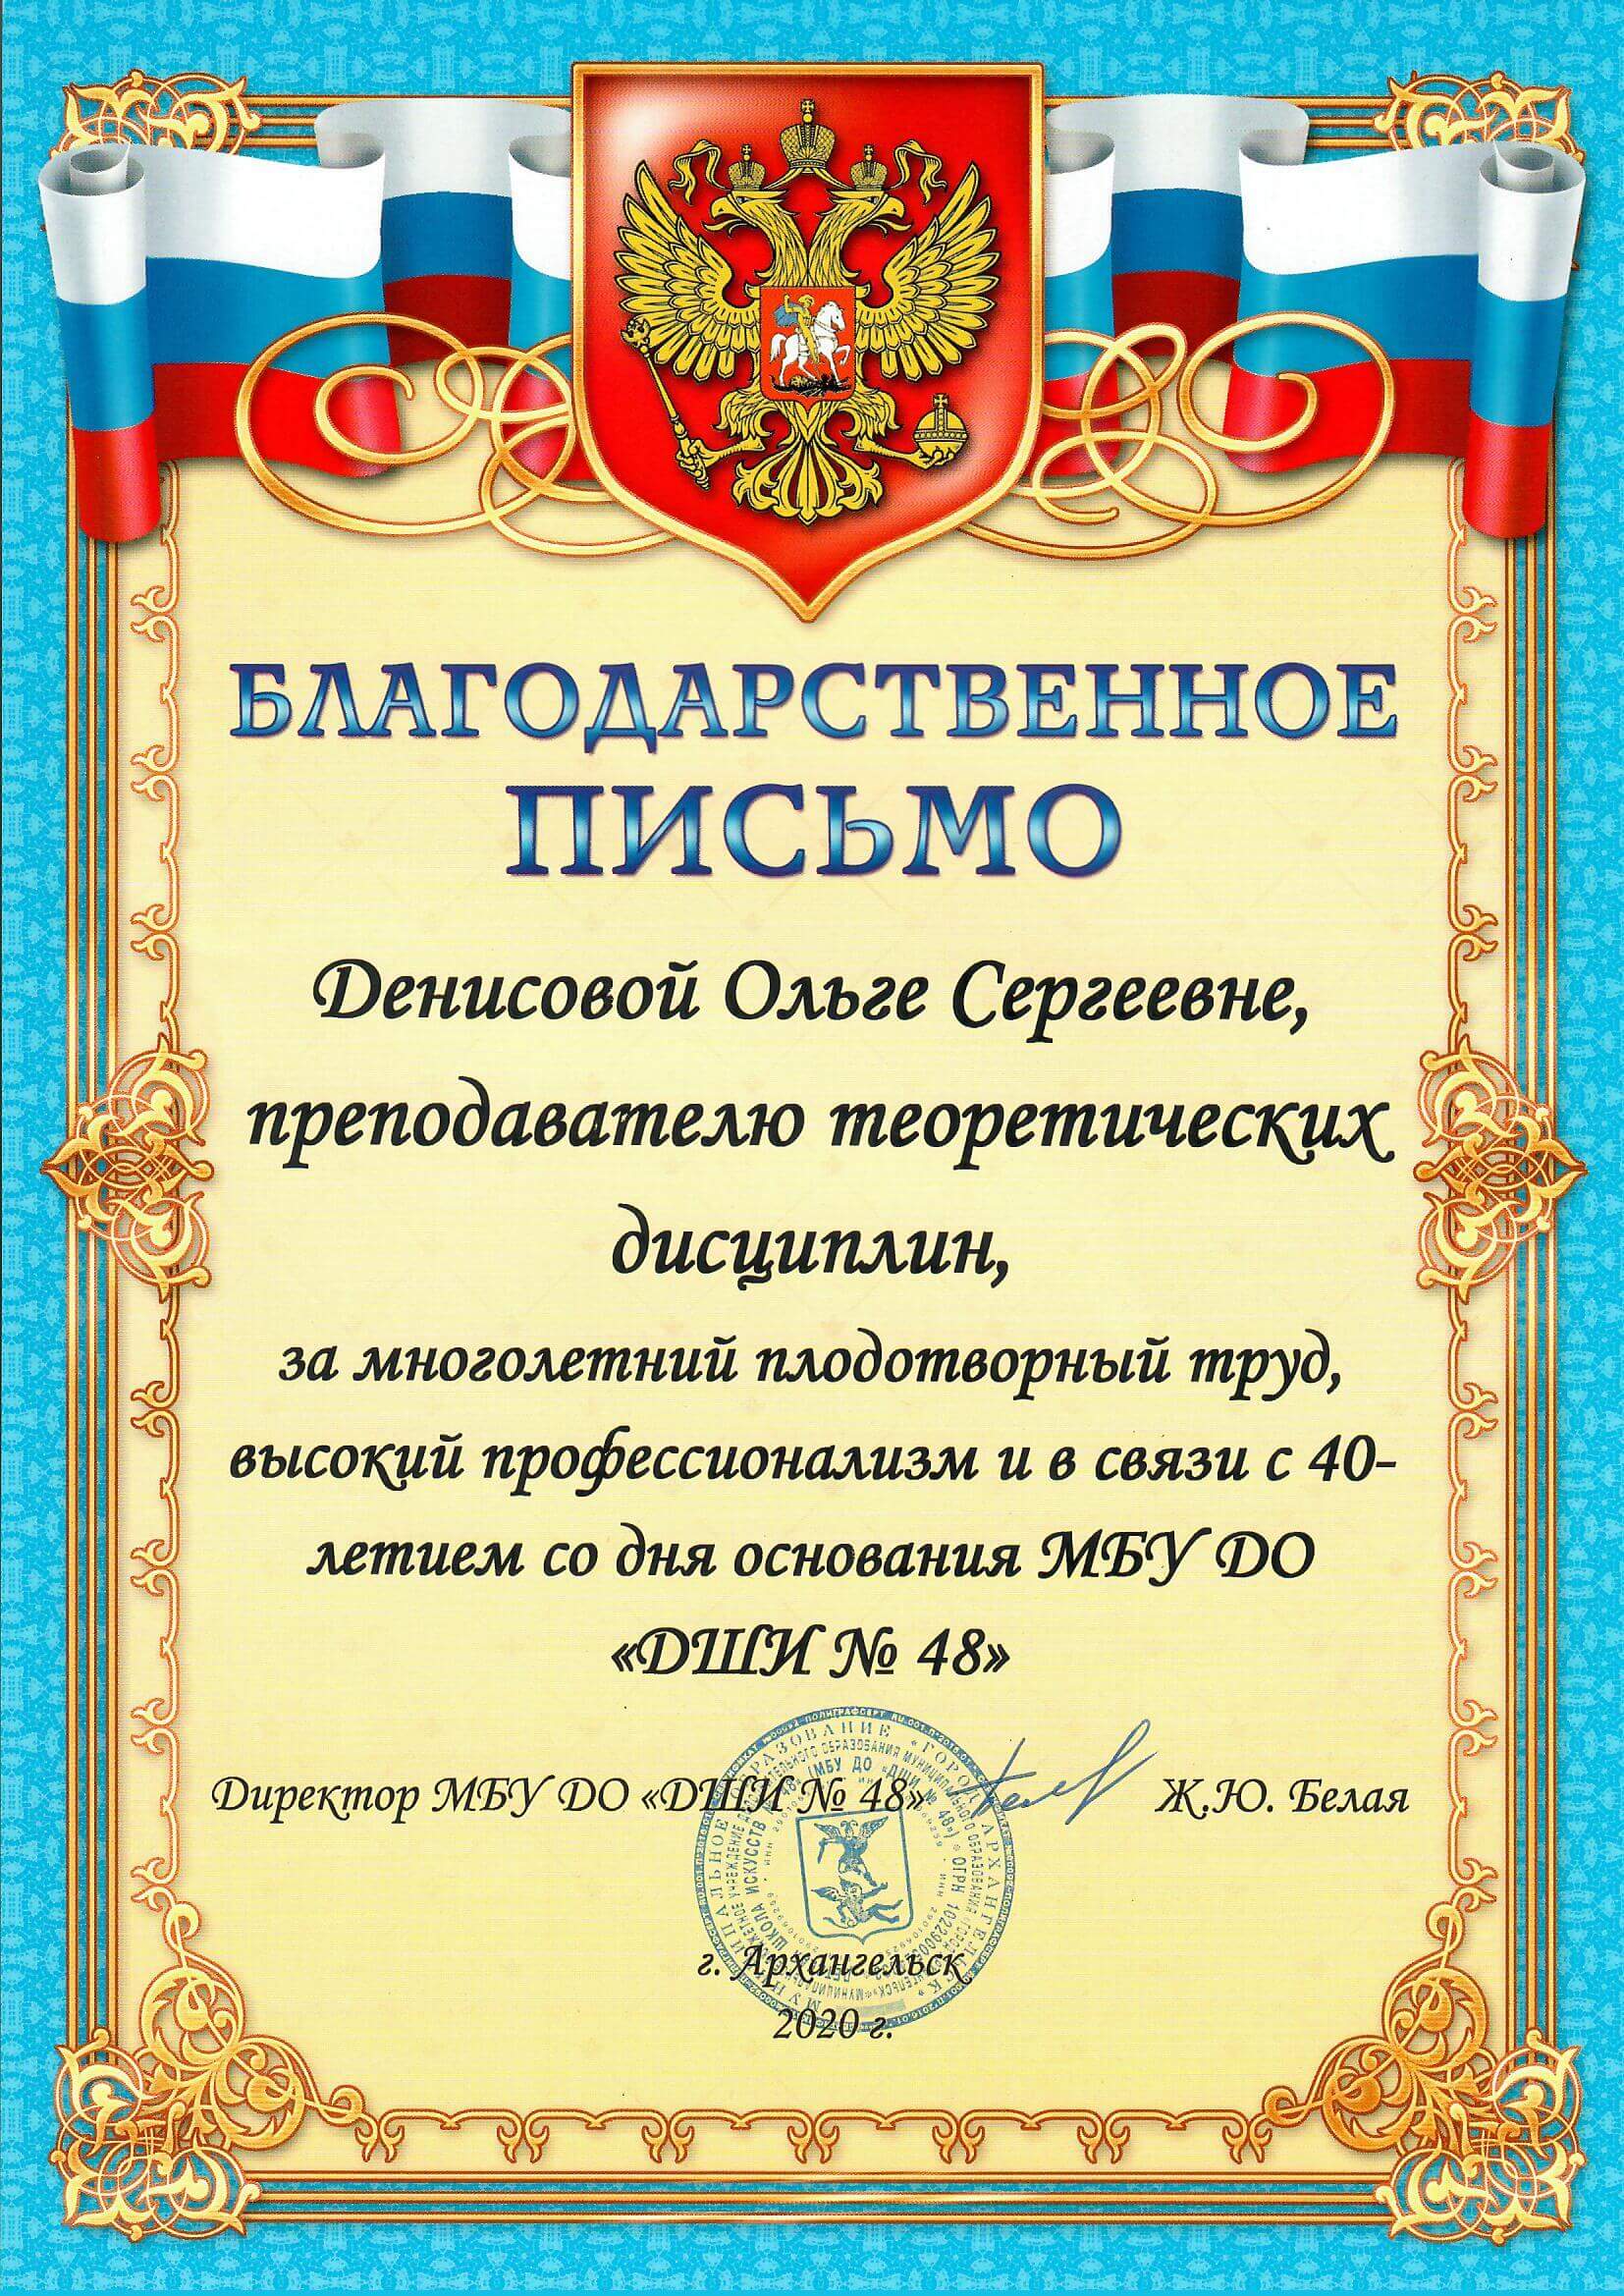 БЛАГОДАРСТВЕННОЕ
ПИСЬМО
Денисовой Ольге Сергеевне,
преподавателю теоретических
дисциплин,
за многолетний плодотворный труд,
высокий профессионализм и в связи с 40-
летием со дня основания МБУ ДО
«ДШИ № 48»
Директор МБУ ДО «ДШИ № 48»
Ж.Ю. Белая
г. Архангельск
2020 г.